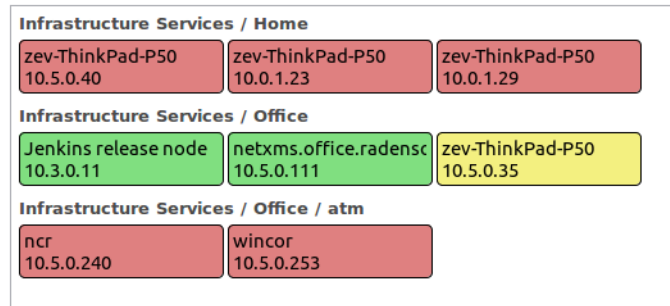 Infrastructure Services / Home
zev-ThinkPad-P50 zev-ThinkPad-P50 zev-ThinkPad-P50
10.5.0.40 10.0.1.23 10.0.1.29
Infrastructure Services / Office
Jenkins release node netxms.office.radensc zev-ThinkPad-P50
10.3.0.11 10.5.0.111 10.5.0.35
Infrastructure Services / Office / atm
ncr wincor
10.5.0.240 10.5.0.253